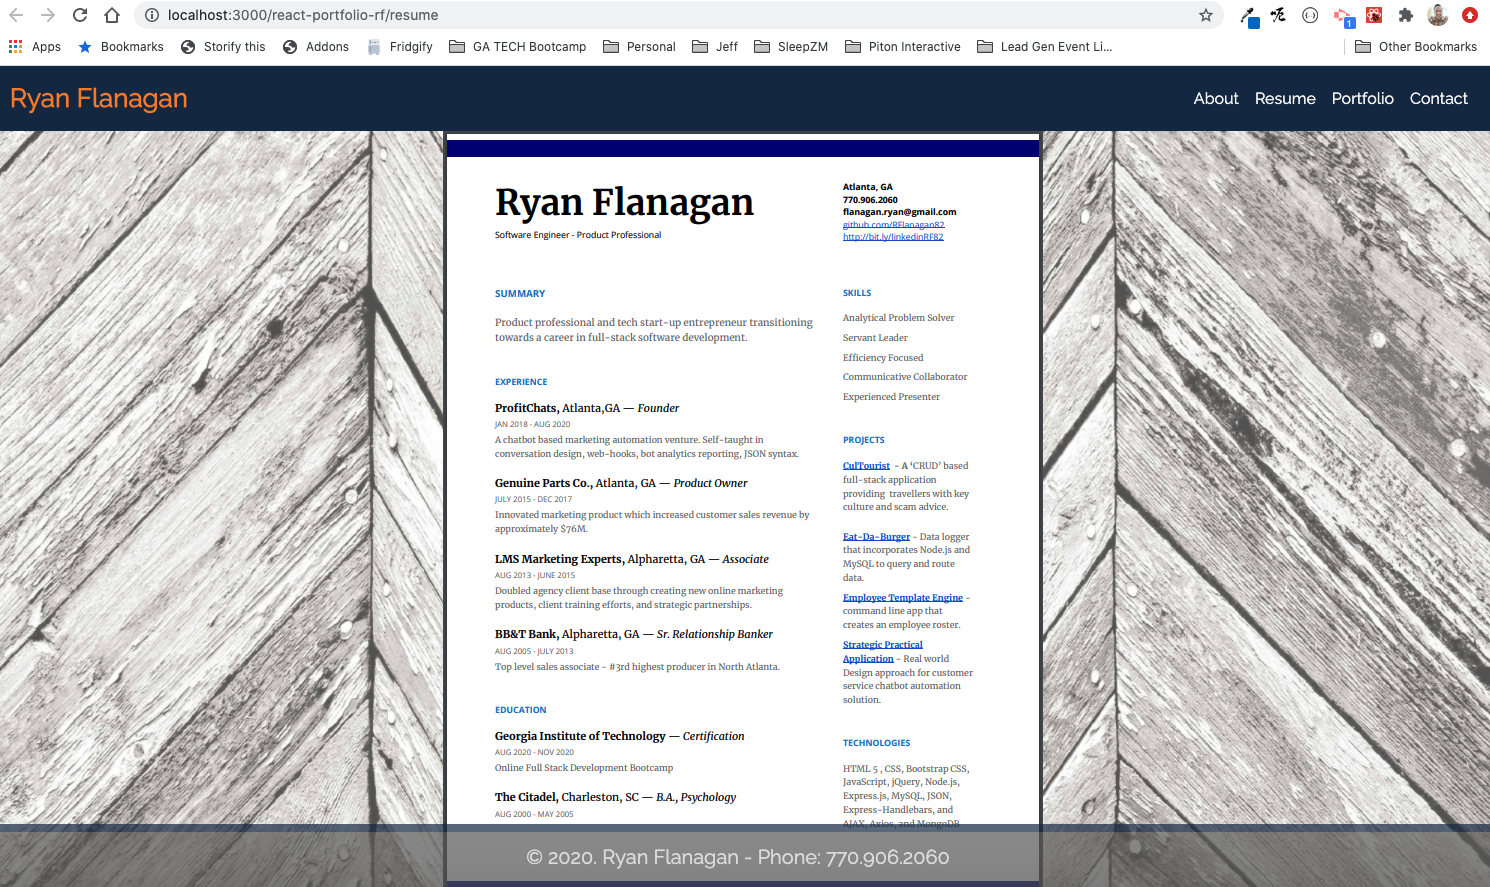 localhost:3000/react-portfolio-rf/resume
1
Apps Bookmarks Storify this Addons Fridgify GA TECH Bootcamp Personal Jeff SleepZM Piton Interactive Lead Gen Event Li... Other Bookmarks
Ryan Flanagan
About Resume Portfolio Contact
Ryan Flanagan
Software Engineer - Product Professional
Atlanta, GA
770.906.2060
flanagan.ryan@gmail.com
github.com/RFlanagan82
http://bit.ly/linkedinRF82
SUMMARY
Product professional and tech start-up entrepreneur transitioning
towards a career in full-stack software development.
EXPERIENCE
ProfitChats, Atlanta,GA — Founder
JAN 2018 - AUG 2020
A chatbot based marketing automation venture. Self-taught in
conversation design, web-hooks, bot analytics reporting, JSON syntax.
Genuine Parts Co., Atlanta, GA — Product Owner
JULY 2015 - DEC 2017
Innovated marketing product which increased customer sales revenue by
approximately $76M.
LMS Marketing Experts, Alpharetta, GA — Associate
AUG 2013 - JUNE 2015
Doubled agency client base through creating new online marketing
products, client training efforts, and strategic partnerships.
BB&T Bank, Alpharetta, GA — Sr. Relationship Banker
AUG 2005 - JULY 2013
Top level sales associate - #3rd highest producer in North Atlanta.
EDUCATION
Georgia Institute of Technology — Certification
AUG 2020 - NOV 2020
Online Full Stack Development Bootcamp
The Citadel, Charleston, SC — B.A., Psychology
AUG 2000 - MAY 2005
SKILLS
Analytical Problem Solver
Servant Leader
Efficiency Focused
Communicative Collaborator
Experienced Presenter
PROJECTS
CulTourist - A ‘CRUD’ based
full-stack application
providing travellers with key
culture and scam advice.
Eat-Da-Burger - Data logger
that incorporates Node.js and
MySQL to query and route
data.
Employee Template Engine -
command line app that
creates an employee roster.
Strategic Practical
Application - Real world
Design approach for customer
service chatbot automation
solution.
TECHNOLOGIES
HTML 5 , CSS, Bootstrap CSS,
JavaScript, jQuery, Node.js,
Express.js, MySQL, JSON,
Express-Handlebars, and
AJAX, Axios, and MongoDB
© 2020. Ryan Flanagan - Phone: 770.906.2060